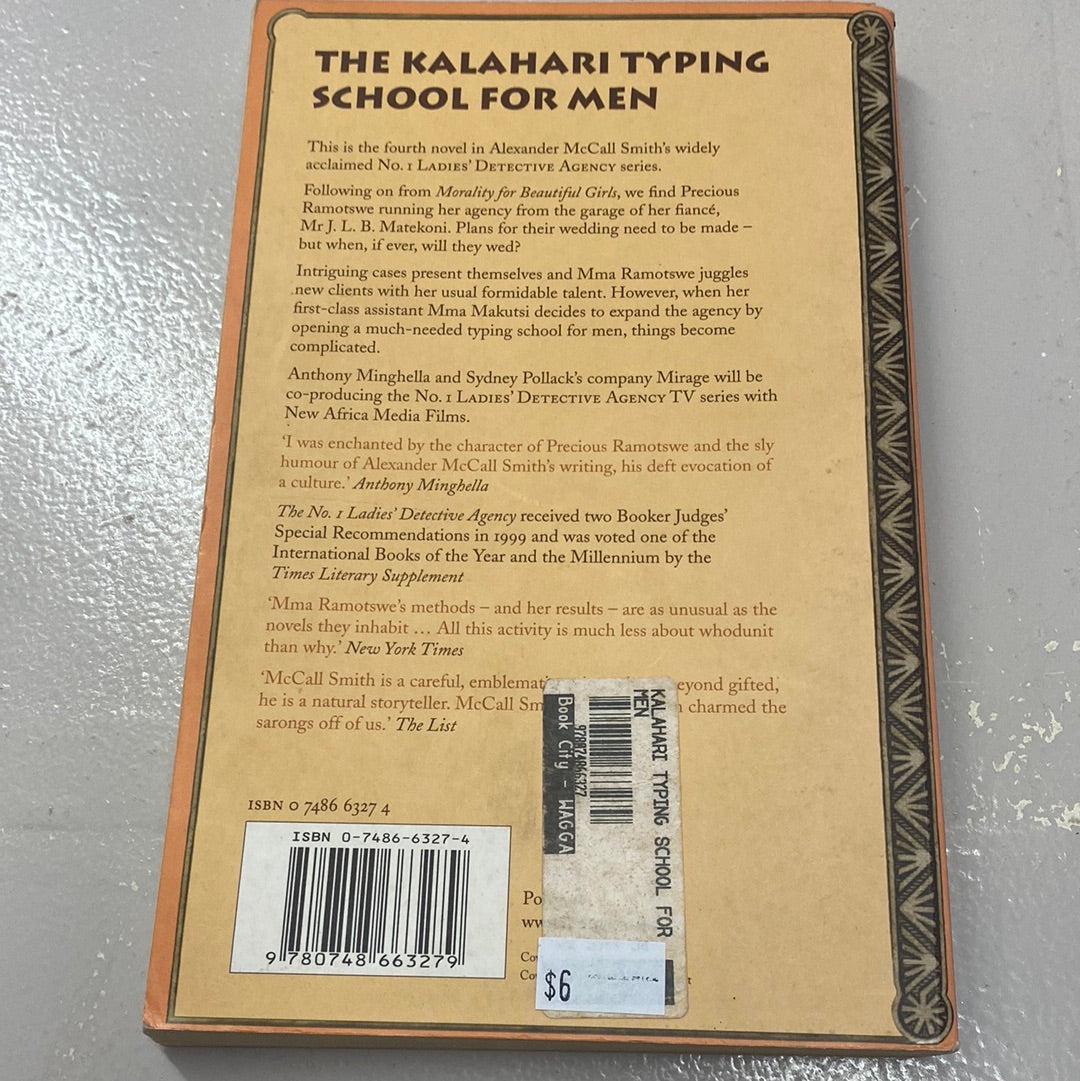 THE KALAHARI TYPING
SCHOOL FOR MEN
This is the fourth novel in Alexander McCall Smith's widely
acclaimed No. 1 Ladies' Detective Agency series.
Following on from Morality for Beautiful Girls, we find Precious
Ramotswe running her agency from the garage of her fiancé,
Mr J. L. B. Matekoni. Plans for their wedding need to be made –
but when, if ever, will they wed?
Intriguing cases present themselves and Mma Ramotswe juggles
new clients with her usual formidable talent. However, when her
first-class assistant Mma Makutsi decides to expand the agency by
opening a much-needed typing school for men, things become
complicated.
Anthony Minghella and Sydney Pollack's company Mirage will be
co-producing the No. 1 Ladies' Detective Agency TV series with
New Africa Media Films.
'I was enchanted by the character of Precious Ramotswe and the sly
humour of Alexander McCall Smith's writing, his deft evocation of
a culture.' Anthony Minghella
The No. 1 Ladies' Detective Agency received two Booker Judges'
Special Recommendations in 1999 and was voted one of the
International Books of the Year and the Millennium by the
Times Literary Supplement
'Mma Ramotswe's methods – and her results – are as unusual as the
novels they inhabit … All this activity is much less about whodunit
than why.' New York Times
'McCall Smith is a careful, emblemati eyond gifted,
he is a natural storyteller. McCall Sm charmed the
sarongs off of us.' The List
KALAHARI TYPING SCHOOL FOR
MEN
9780748663279
Book City - WAGGA
ISBN 0 7486 6327 4
ISBN 0-7486-6327-4
9 780748 663279
Po
ww
Co
Co
$6